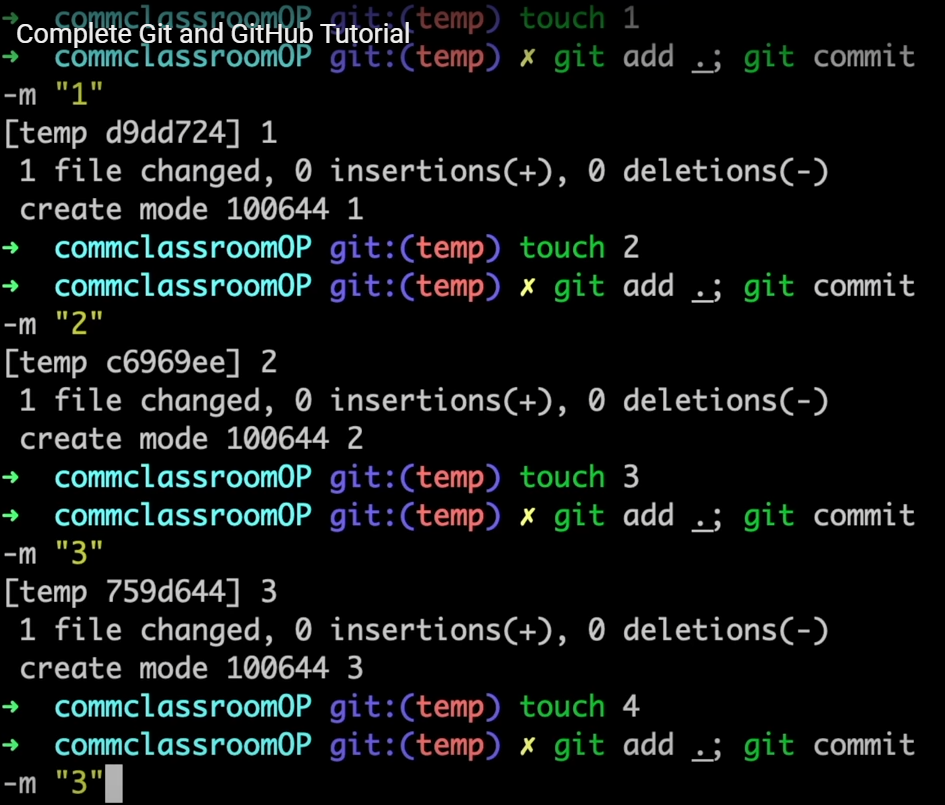 ➜  commclassroomOP git:(temp) touch 1
Complete Git and GitHub Tutorial
➜  commclassroomOP git:(temp) ✗ git add .; git commit
-m "1"
[temp d9dd724] 1
 1 file changed, 0 insertions(+), 0 deletions(-)
 create mode 100644 1
➜  commclassroomOP git:(temp) touch 2
➜  commclassroomOP git:(temp) ✗ git add .; git commit
-m "2"
[temp c6969ee] 2
 1 file changed, 0 insertions(+), 0 deletions(-)
 create mode 100644 2
➜  commclassroomOP git:(temp) touch 3
➜  commclassroomOP git:(temp) ✗ git add .; git commit
-m "3"
[temp 759d644] 3
 1 file changed, 0 insertions(+), 0 deletions(-)
 create mode 100644 3
➜  commclassroomOP git:(temp) touch 4
➜  commclassroomOP git:(temp) ✗ git add .; git commit
-m "3"